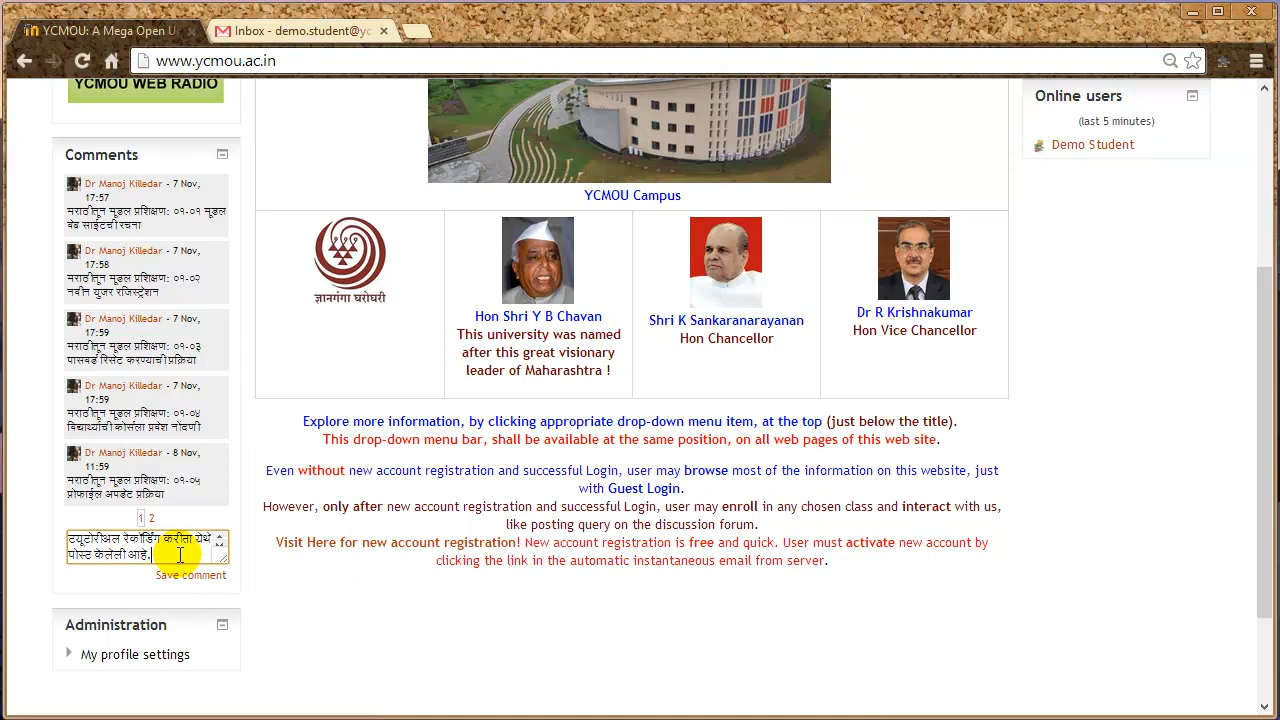 YCMOU: A Mega Open U
Inbox - demo.student@yc
www.ycmou.ac.in
YCMOU WEB RADIO
Comments
Dr Manoj Killedar - 7 Nov,
17:57
मराठीतून मूडल प्रशिक्षण: ०१-०१ मूडल
वेब साईटची रचना
Dr Manoj Killedar - 7 Nov,
17:58
मराठीतून मूडल प्रशिक्षण: ०१-०२
नवीन युजर रजिस्ट्रेशन
Dr Manoj Killedar - 7 Nov,
17:59
मराठीतून मूडल प्रशिक्षण: ०१-०३
पासवर्ड रिसेट करण्याची प्रक्रिया
Dr Manoj Killedar - 7 Nov,
17:59
मराठीतून मूडल प्रशिक्षण: ०१-०४
विद्यार्थ्याची कोर्सला प्रवेश नोंदणी
Dr Manoj Killedar - 8 Nov,
11:59
मराठीतून मूडल प्रशिक्षण: ०१-०५
प्रोफाईल अपडेट प्रक्रिया
1 2
टयूटोरीअल रेकॉर्डिंग करीता येथे
पोस्ट केलेली आहे.
Save comment
Administration
My profile settings
YCMOU Campus
ज्ञानगंगा घरोघरी
Hon Shri Y B Chavan
This university was named
after this great visionary
leader of Maharashtra !
Shri K Sankaranarayanan
Hon Chancellor
Dr R Krishnakumar
Hon Vice Chancellor
Explore more information, by clicking appropriate drop-down menu item, at the top (just below the title).
This drop-down menu bar, shall be available at the same position, on all web pages of this web site.
Even without new account registration and successful Login, user may browse most of the information on this website, just
with Guest Login.
However, only after new account registration and successful Login, user may enroll in any chosen class and interact with us,
like posting query on the discussion forum.
Visit Here for new account registration! New account registration is free and quick. User must activate new account by
clicking the link in the automatic instantaneous email from server.
Online users
(last 5 minutes)
Demo Student